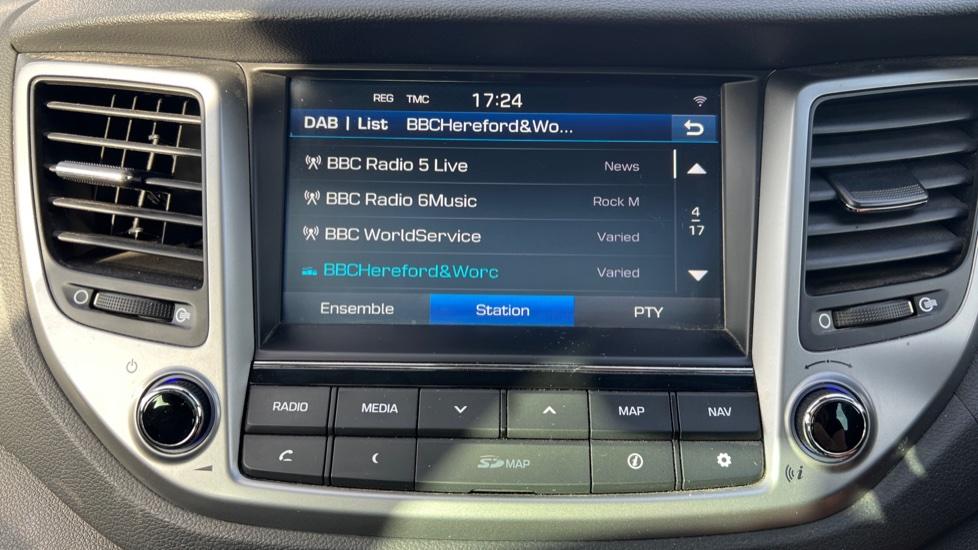 REG TMC 17:24
DAB | List BBCHereford&Wo...
BBC Radio 5 Live News
BBC Radio 6Music Rock M
BBC WorldService Varied
4
17
BBCHereford&Worc Varied
Ensemble Station PTY
RADIO MEDIA MAP NAV
SD MAP